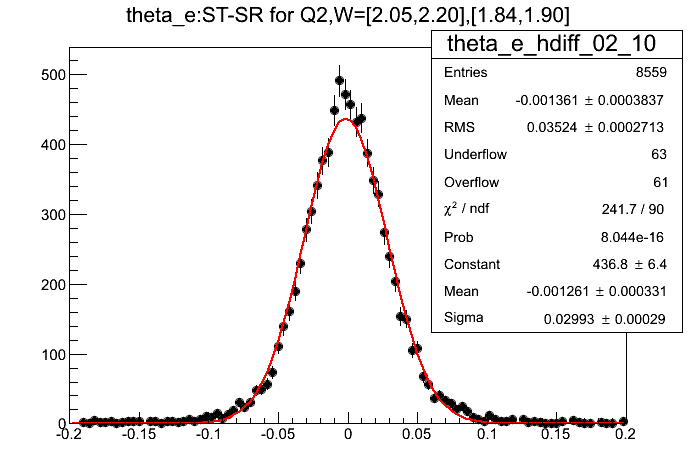 theta_e:ST-SR for Q2,W=[2.05,2.20],[1.84,1.90]
theta_e_hdiff_02_10
Entries 8559
Mean -0.001361 ± 0.0003837
RMS 0.03524 ± 0.0002713
Underflow 63
Overflow 61
χ² / ndf 241.7 / 90
Prob 8.044e-16
Constant 436.8 ± 6.4
Mean -0.001261 ± 0.000331
Sigma 0.02993 ± 0.00029
500
400
300
200
100
0
-0.2 -0.15 -0.1 -0.05 0 0.05 0.1 0.15 0.2